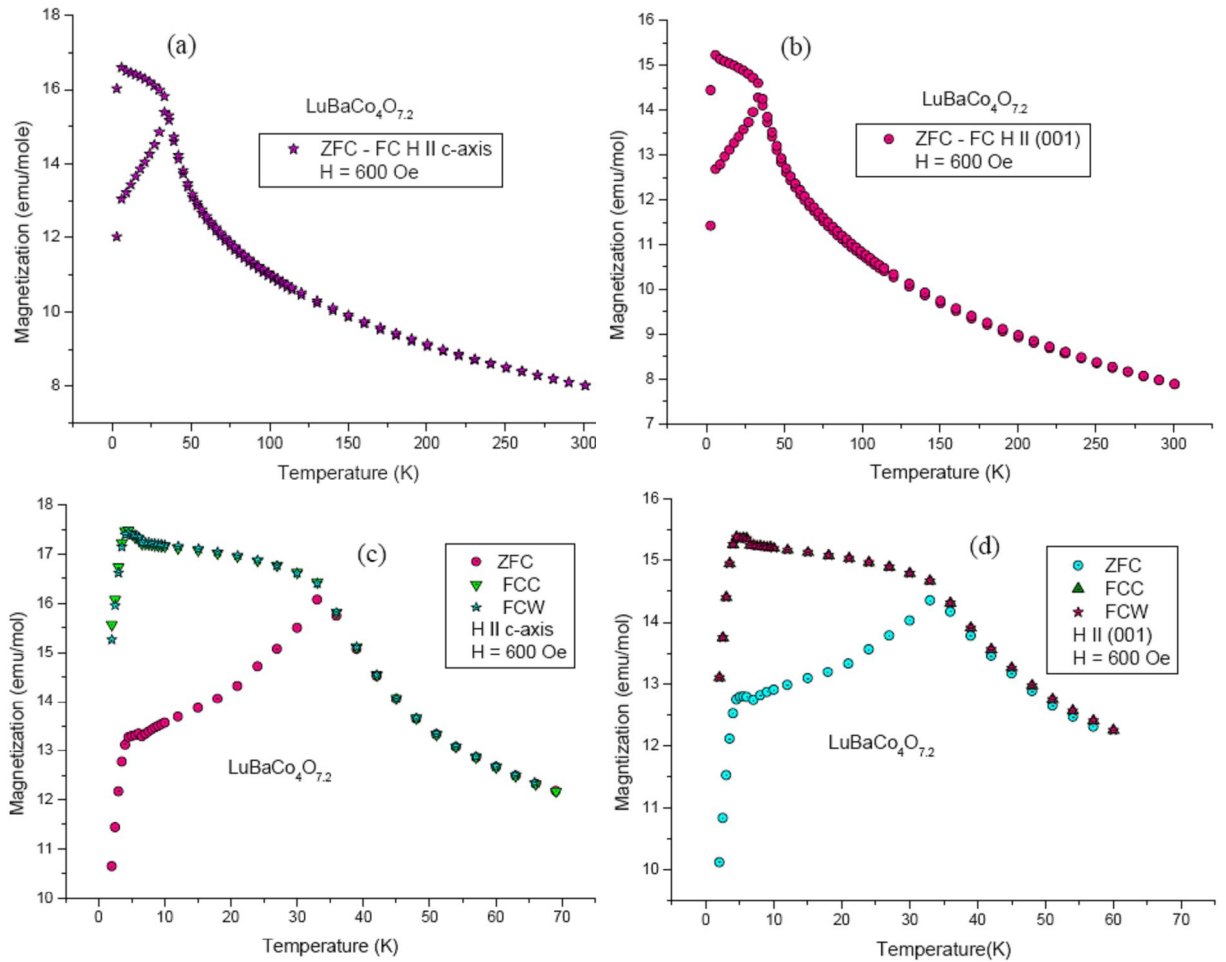 (a)
LuBaCo4O7.2
ZFC - FC H II c-axis
H = 600 Oe
Magnetization (emu/mole)
18
16
14
12
10
8
0
50
100
150
200
250
300
Temperature (K)
(b)
LuBaCo4O7.2
ZFC - FC H II (001)
H = 600 Oe
Magnetization (emu/mol)
16
15
14
13
12
11
10
9
8
7
0
50
100
150
200
250
300
Temperature (K)
(c)
ZFC
FCC
FCW
H II c-axis
H = 600 Oe
LuBaCo4O7.2
Magnetization (emu/mol)
18
17
16
15
14
13
12
11
10
0
10
20
30
40
50
60
70
Temperature (K)
(d)
ZFC
FCC
FCW
H II (001)
H = 600 Oe
LuBaCo4O7.2
Magntization (emu/mol)
16
15
14
13
12
11
10
0
10
20
30
40
50
60
70
Temperature(K)